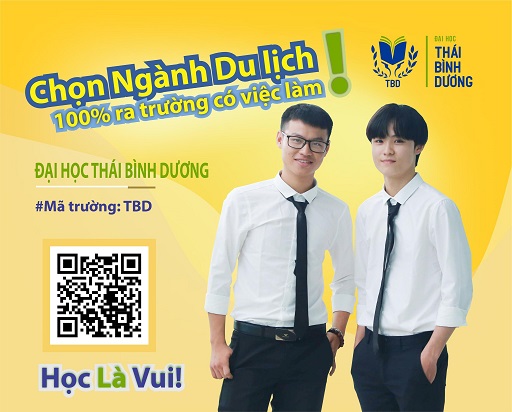 Chọn Ngành Du lịch
100% ra trường có việc làm!
ĐẠI HỌC
THÁI
BÌNH
DƯƠNG
TBD
ĐẠI HỌC THÁI BÌNH DƯƠNG
#Mã trường: TBD
Học Là Vui!